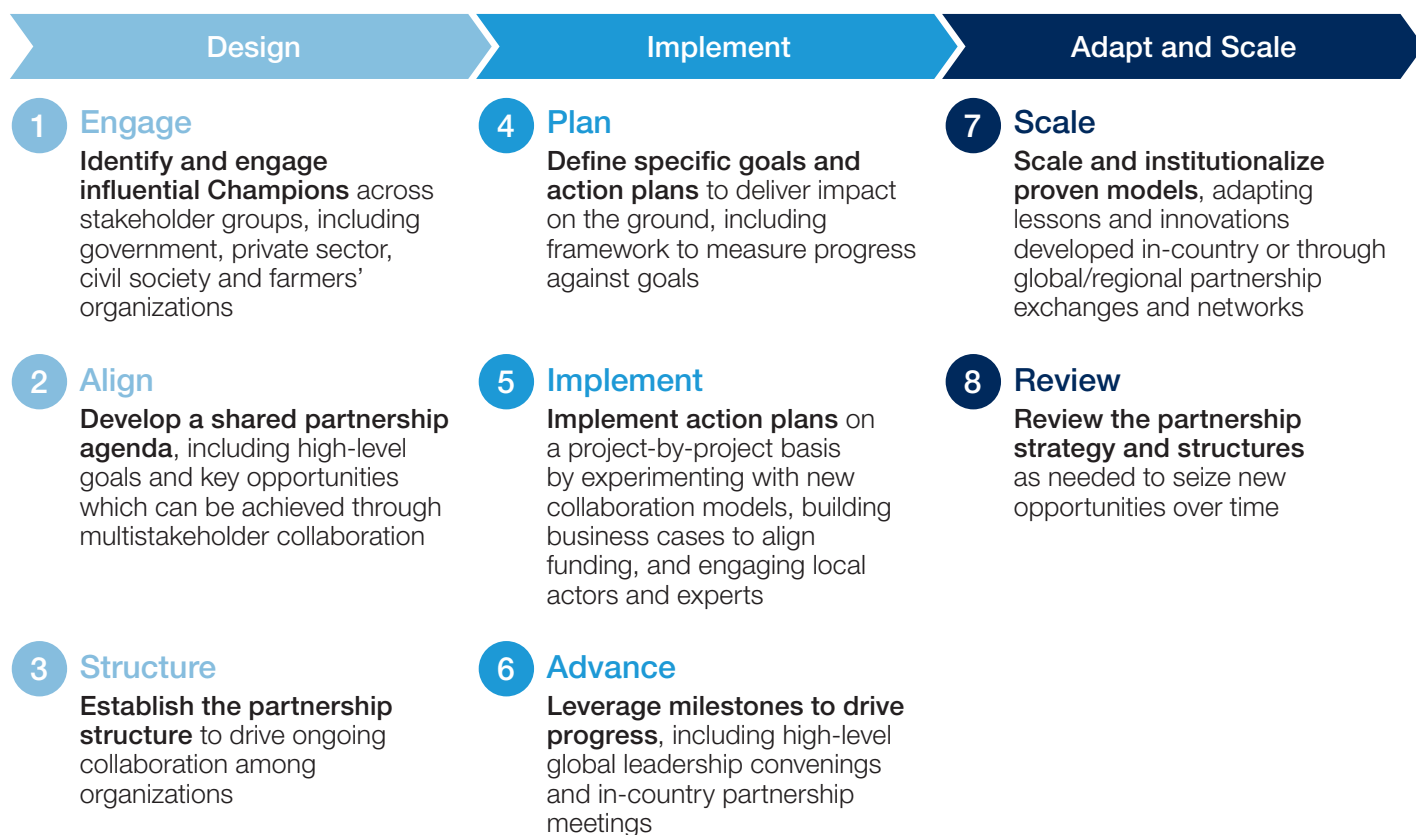 Design
Implement
Adapt and Scale
1 Engage
Identify and engage
influential Champions across
stakeholder groups, including
government, private sector,
civil society and farmers’
organizations
2 Align
Develop a shared partnership
agenda, including high-level
goals and key opportunities
which can be achieved through
multistakeholder collaboration
3 Structure
Establish the partnership
structure to drive ongoing
collaboration among
organizations
4 Plan
Define specific goals and
action plans to deliver impact
on the ground, including
framework to measure progress
against goals
5 Implement
Implement action plans on
a project-by-project basis
by experimenting with new
collaboration models, building
business cases to align
funding, and engaging local
actors and experts
6 Advance
Leverage milestones to drive
progress, including high-level
global leadership convenings
and in-country partnership
meetings
7 Scale
Scale and institutionalize
proven models, adapting
lessons and innovations
developed in-country or through
global/regional partnership
exchanges and networks
8 Review
Review the partnership
strategy and structures
as needed to seize new
opportunities over time